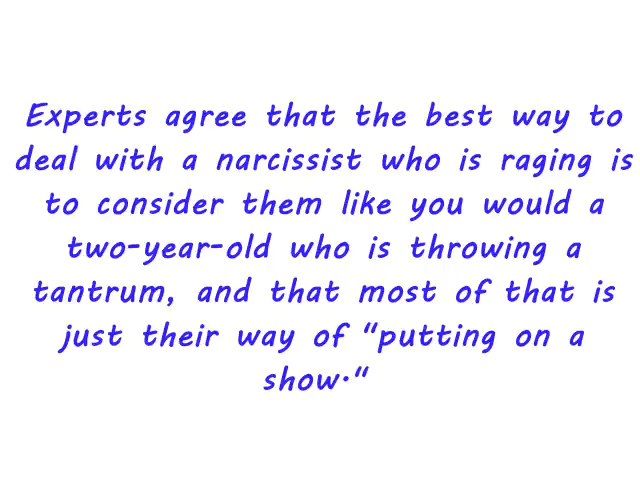 Experts agree that the best way to
deal with a narcissist who is raging is
to consider them like you would a
two-year-old who is throwing a
tantrum, and that most of that is
just their way of "putting on a
show."